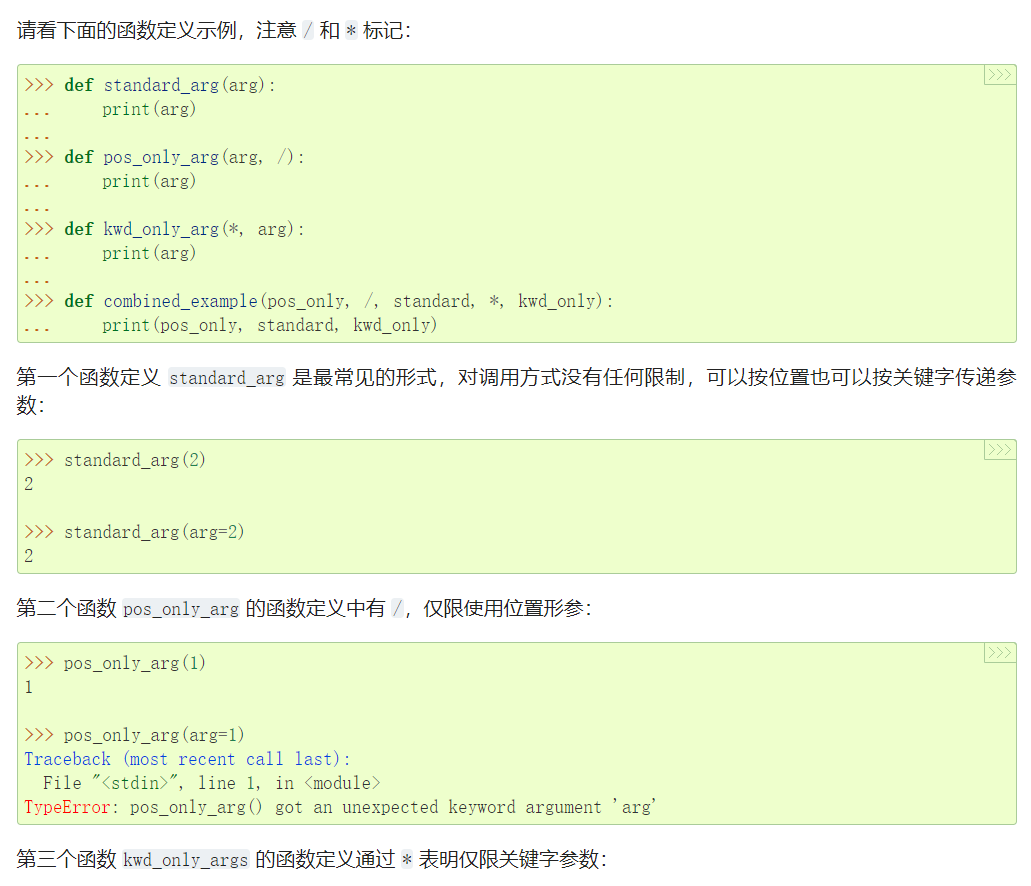 请看下面的函数定义示例，注意 / 和 * 标记：
>>>
>>> def standard_arg(arg):
...     print(arg)
...
>>> def pos_only_arg(arg, /):
...     print(arg)
...
>>> def kwd_only_arg(*, arg):
...     print(arg)
...
>>> def combined_example(pos_only, /, standard, *, kwd_only):
...     print(pos_only, standard, kwd_only)
第一个函数定义 standard_arg 是最常见的形式，对调用方式没有任何限制，可以按位置也可以按关键字传递参
数：
>>>
>>> standard_arg(2)
2
>>> standard_arg(arg=2)
2
第二个函数 pos_only_arg 的函数定义中有 /，仅限使用位置形参：
>>>
>>> pos_only_arg(1)
1
>>> pos_only_arg(arg=1)
Traceback (most recent call last):
  File "<stdin>", line 1, in <module>
TypeError: pos_only_arg() got an unexpected keyword argument 'arg'
第三个函数 kwd_only_args 的函数定义通过 * 表明仅限关键字参数：